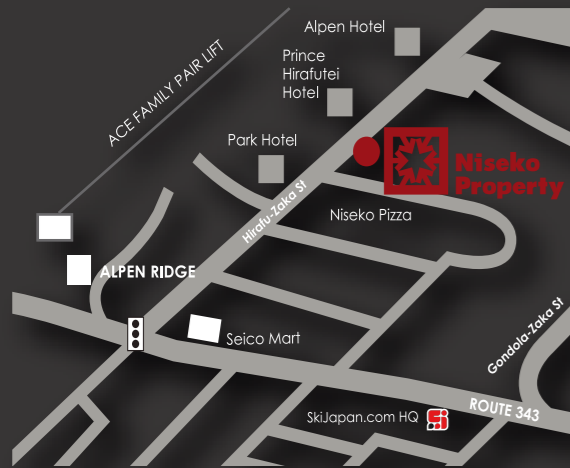 Alpen Hotel
Prince
Hirafutei
Hotel
ACE FAMILY PAIR LIFT
Park Hotel
Niseko
Property
Hirafu-Zaka St
Niseko Pizza
ALPEN RIDGE
Seico Mart
Gondola-Zaka St
ROUTE 343
SkiJapan.com HQ